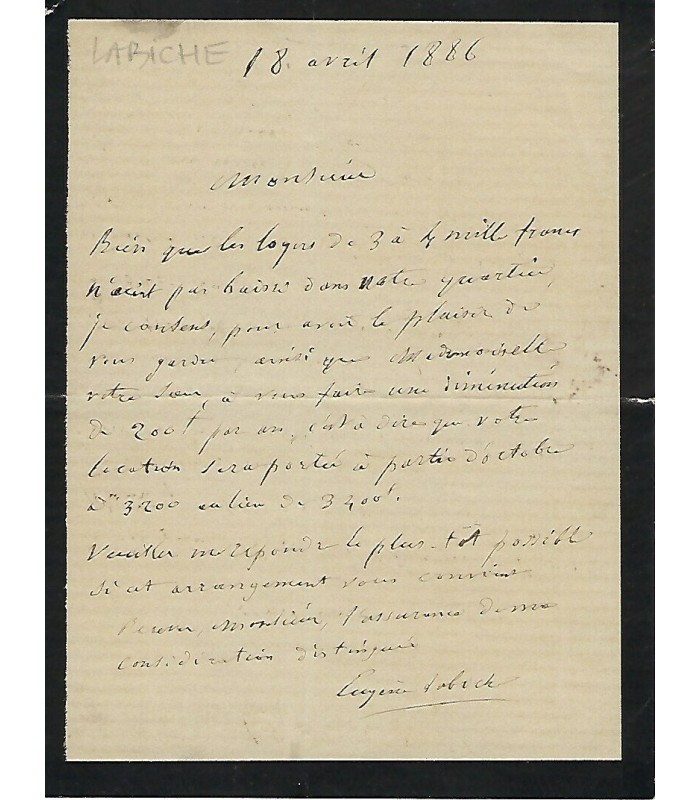 LABICHE
18 avril 1886
Monsieur
Bien que les loyers de 3 à 4 mille francs
n'aient pas baissé dans notre quartier,
je consens, pour avoir le plaisir de
vous garder, ainsi que Mademoiselle
votre sœur, à vous faire une diminution
de 200f par an, c'est à dire que votre
location sera portée à partir d'octobre
à 3200 au lieu de 3400f.
Veuillez me répondre le plus tôt possible
si cet arrangement vous convient
Recevez, Monsieur, l'assurance de ma
considération distinguée
Eugène Labiche